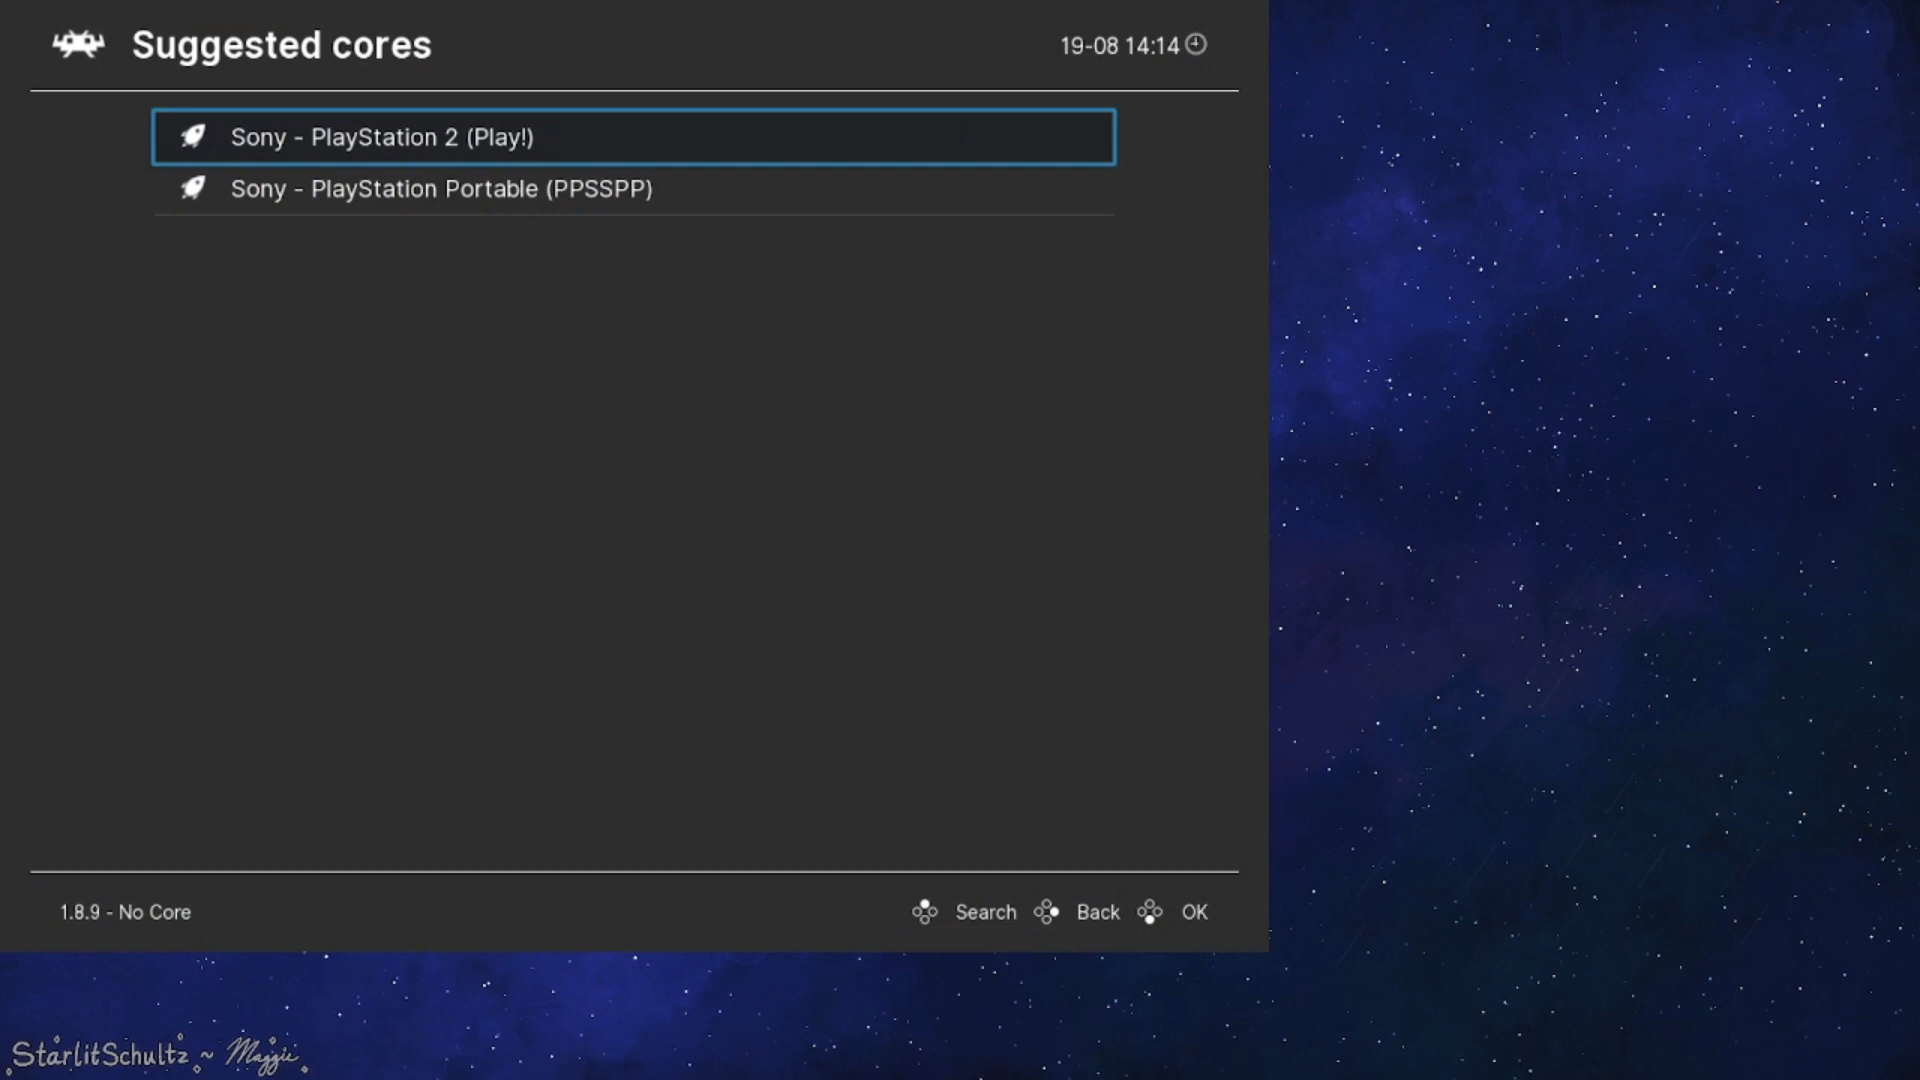 Suggested cores
19-08 14:14
Sony - PlayStation 2 (Play!)
Sony - PlayStation Portable (PPSSPP)
1.8.9 - No Core
Search
Back
OK
StarlitSchultz ~ Maggie